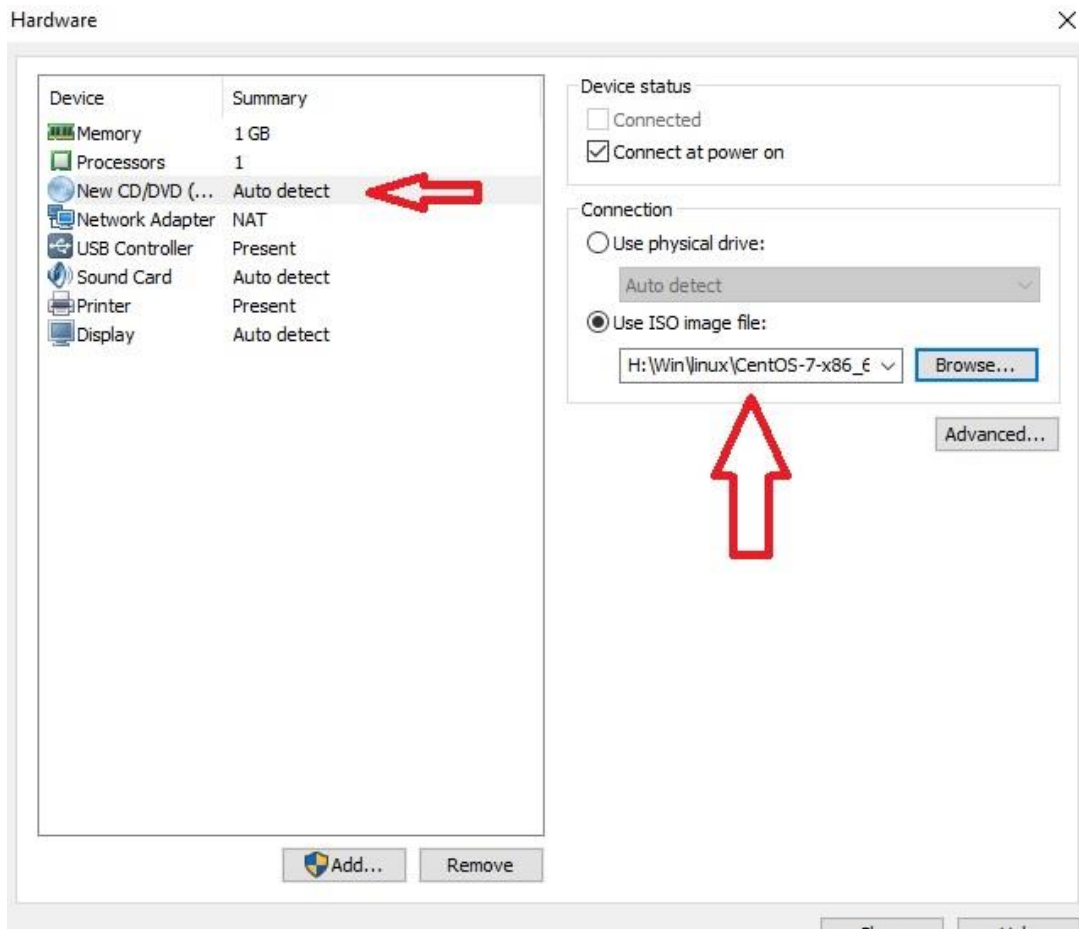 Hardware
Device Summary
Memory 1 GB
Processors 1
New CD/DVD (... Auto detect
Network Adapter NAT
USB Controller Present
Sound Card Auto detect
Printer Present
Display Auto detect
Add... Remove
Device status
Connected
Connect at power on
Connection
Use physical drive:
Auto detect
Use ISO image file:
H:\Win\linux\CentOS-7-x86_6 Browse...
Advanced...